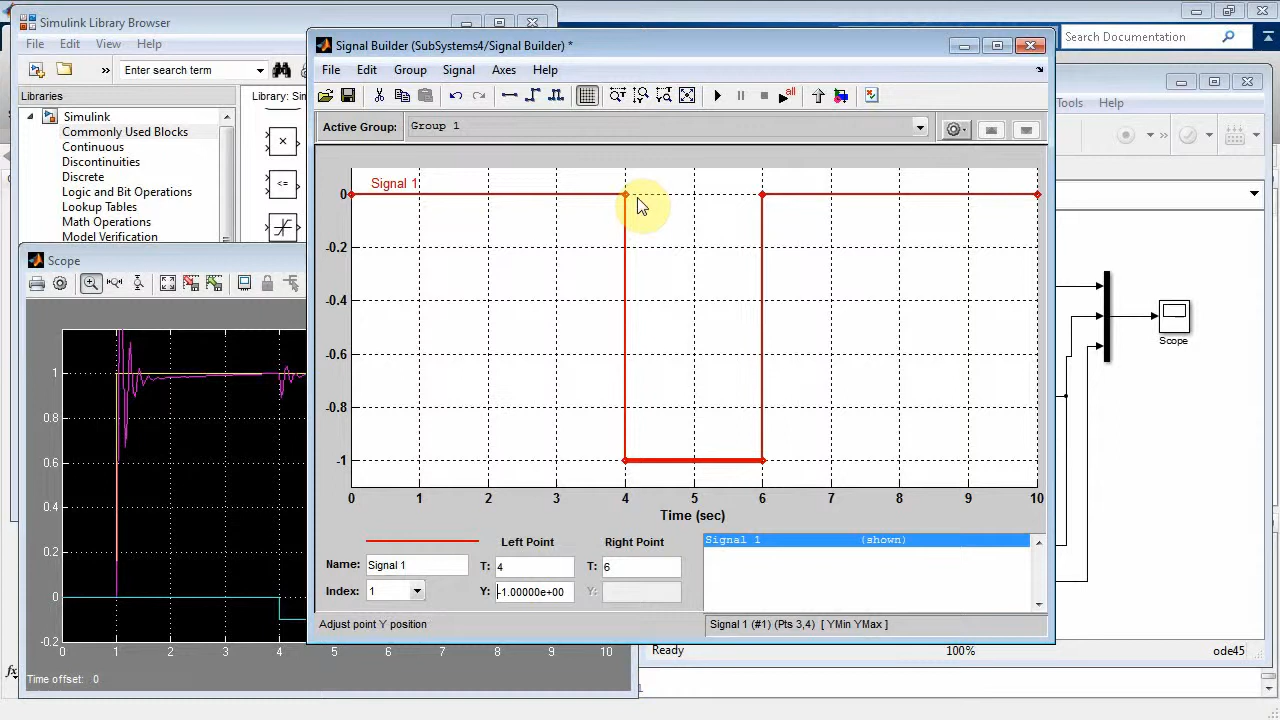 Simulink Library Browser
File Edit View Help
» Enter search term
Libraries
Library: Sim
Simulink
Commonly Used Blocks
Continuous
Discontinuities
Discrete
Logic and Bit Operations
Lookup Tables
Math Operations
Model Verification
×
<=
Search Documentation
Tools Help
»
Scope
Ready 100% ode45
Signal Builder (SubSystems4/Signal Builder) *
File Edit Group Signal Axes Help
all
Active Group: Group 1
Signal 1
0
-0.2
-0.4
-0.6
-0.8
-1
0 1 2 3 4 5 6 7 8 9 10
Time (sec)
Left Point Right Point
Name: Signal 1 T: 4 T: 6
Index: 1 Y: -1.00000e+00 Y:
Signal 1 (shown)
Adjust point Y position
Signal 1 (#1) (Pts 3,4) [ YMin YMax ]
Scope
1
0.8
0.6
0.4
0.2
0
-0.2
0 1 2 3 4 5 6 7 8 9 10
Time offset: 0
fx